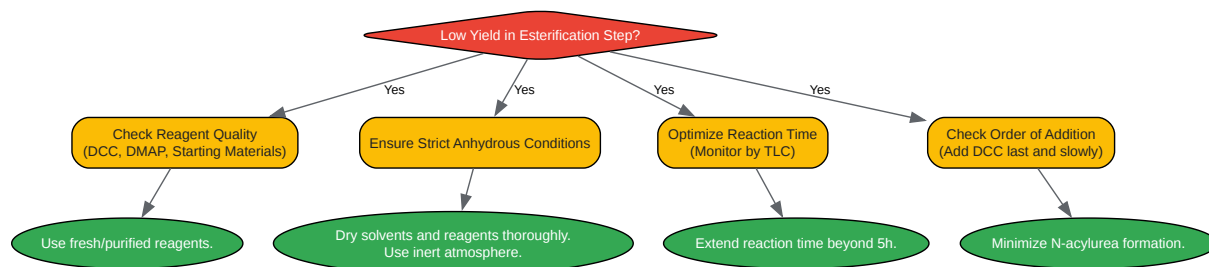 Low Yield in Esterification Step?
Yes
Yes
Yes
Yes
Check Reagent Quality
(DCC, DMAP, Starting Materials)
Ensure Strict Anhydrous Conditions
Optimize Reaction Time
(Monitor by TLC)
Check Order of Addition
(Add DCC last and slowly)
Use fresh/purified reagents.
Dry solvents and reagents thoroughly.
Use inert atmosphere.
Extend reaction time beyond 5h.
Minimize N-acylurea formation.